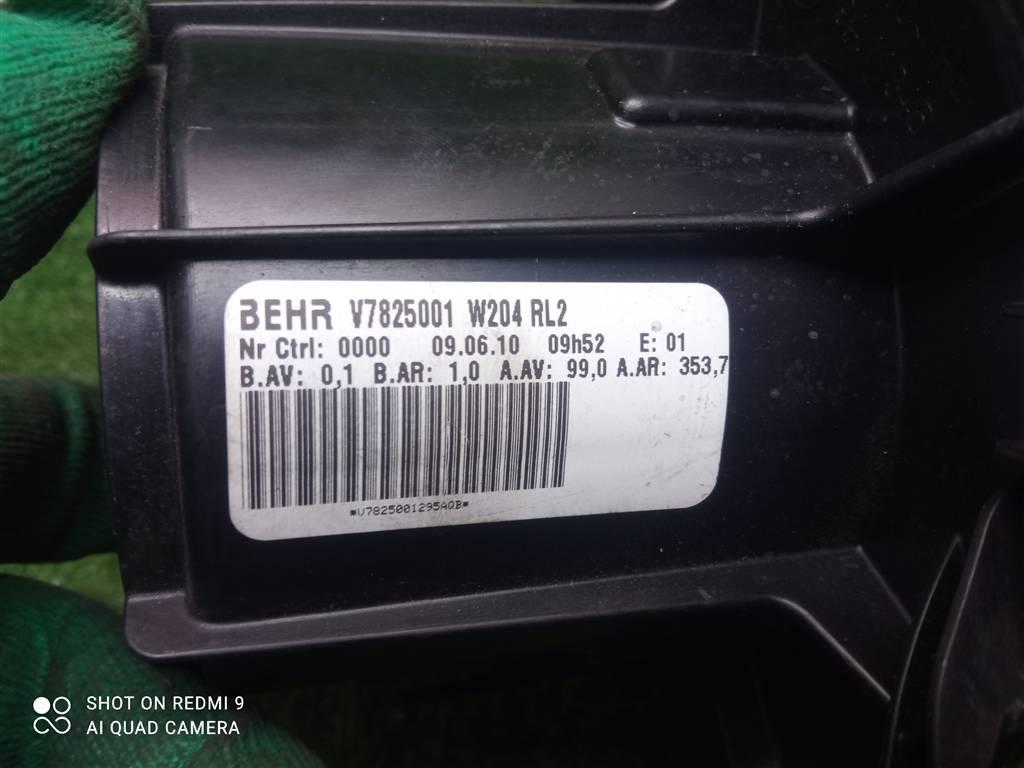 BEHR V7825001 W204 RL2
Nr Ctrl: 0000 09.06.10 09h52 E: 01
B.AV: 0,1 B.AR: 1,0 A.AV: 99,0 A.AR: 353,7
*V7825001295AQB*
SHOT ON REDMI 9
AI QUAD CAMERA